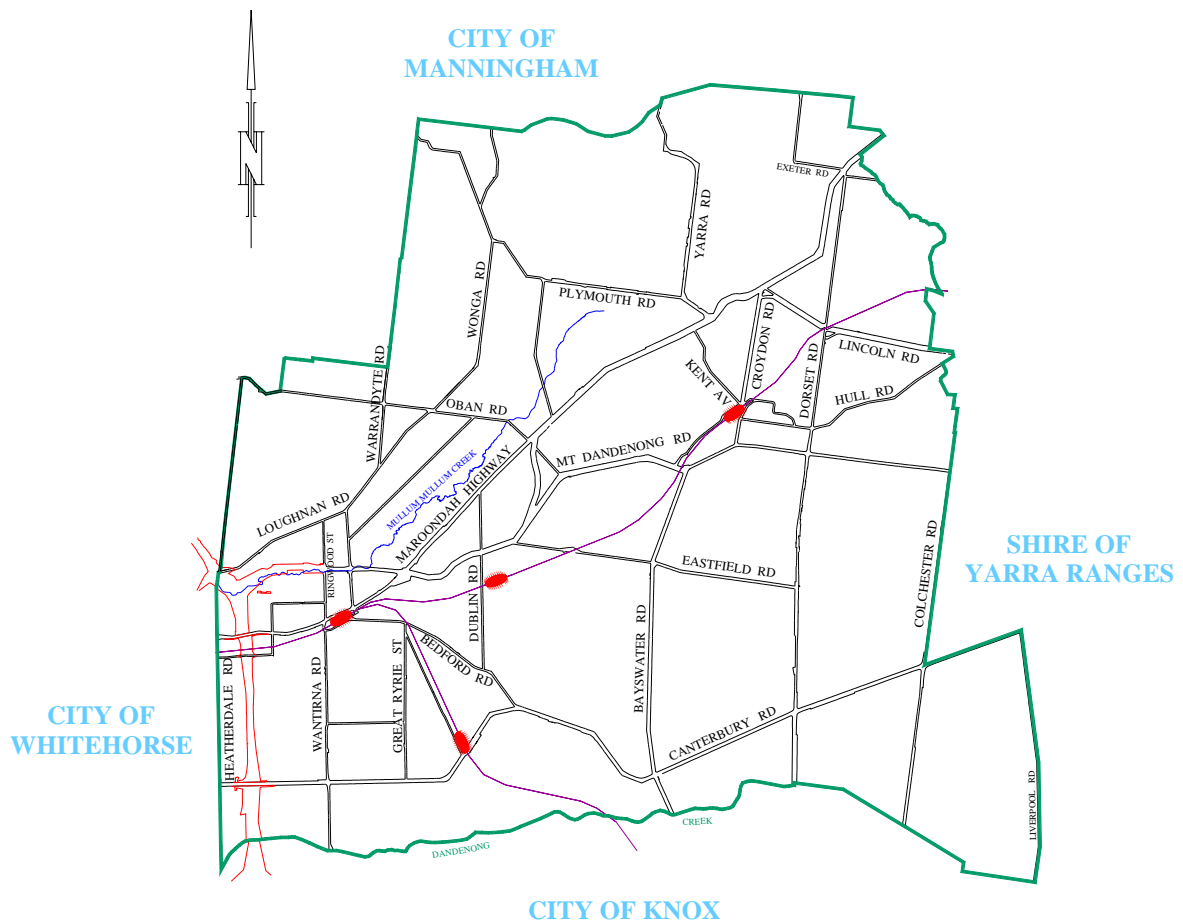 CITY OF
MANNINGHAM
N
EXETER RD
YARRA RD
WONGA RD
PLYMOUTH RD
CROYDON RD
LINCOLN RD
WARRANDYTE RD
KENT AV
DORSET RD
HULL RD
OBAN RD
MT DANDENONG RD
MULLUM MULLUM CREEK
MAROONDAH HIGHWAY
LOUGHNAN RD
RINGWOOD ST
EASTFIELD RD
COLCHESTER RD
SHIRE OF
YARRA RANGES
DUBLIN RD
BEDFORD RD
BAYSWATER RD
HEATHERDALE RD
WANTIRNA RD
GREAT RYRIE ST
CITY OF
WHITEHORSE
CANTERBURY RD
LIVERPOOL RD
DANDENONG
CREEK
CITY OF KNOX